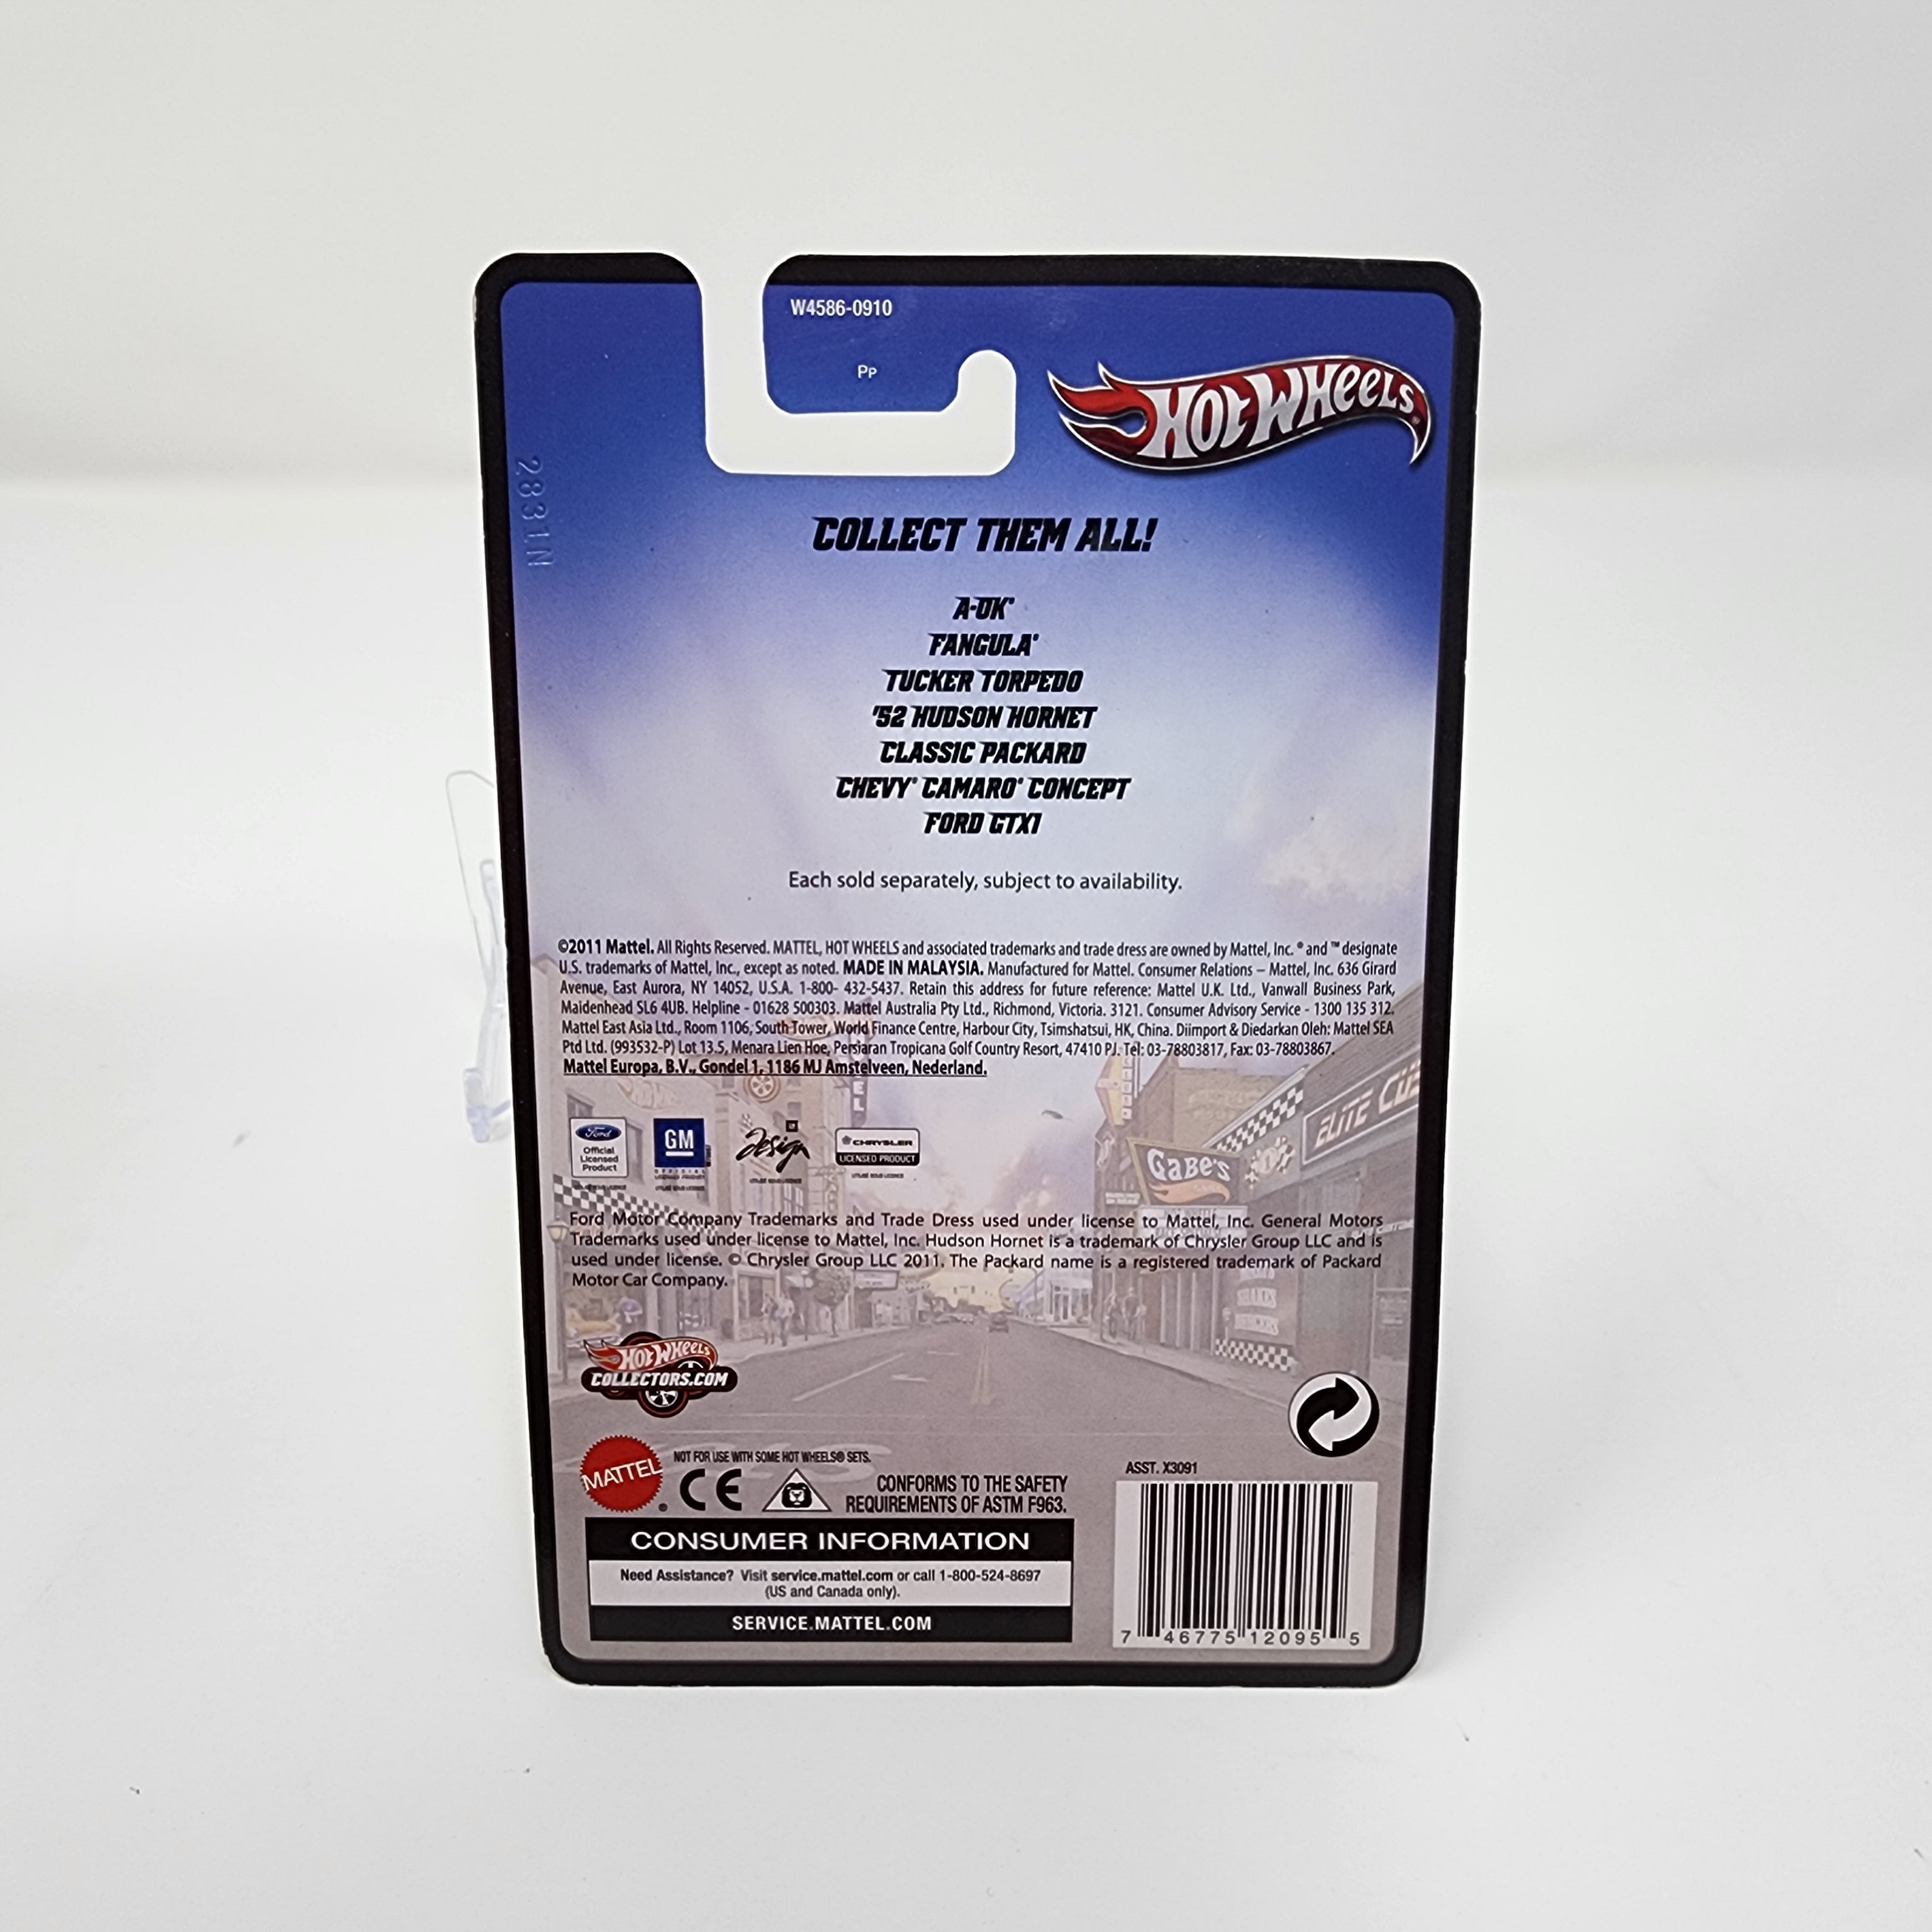 W4586-0910
PP
HOT WHEELS
2831N
COLLECT THEM ALL!
A-OK®
FANGULA®
TUCKER TORPEDO
'52 HUDSON HORNET
CLASSIC PACKARD
CHEVY® CAMARO® CONCEPT
FORD GTX1
Each sold separately, subject to availability.
©2011 Mattel. All Rights Reserved. MATTEL, HOT WHEELS and associated trademarks and trade dress are owned by Mattel, Inc. ® and ™ designate
U.S. trademarks of Mattel, Inc., except as noted. MADE IN MALAYSIA. Manufactured for Mattel. Consumer Relations – Mattel, Inc. 636 Girard
Avenue, East Aurora, NY 14052, U.S.A. 1-800- 432-5437. Retain this address for future reference: Mattel U.K. Ltd., Vanwall Business Park,
Maidenhead SL6 4UB. Helpline - 01628 500303. Mattel Australia Pty Ltd., Richmond, Victoria. 3121. Consumer Advisory Service - 1300 135 312.
Mattel East Asia Ltd., Room 1106, South Tower, World Finance Centre, Harbour City, Tsimshatsui, HK, China. Diimport & Diedarkan Oleh: Mattel SEA
Ptd Ltd. (993532-P) Lot 13.5, Menara Lien Hoe, Persiaran Tropicana Golf Country Resort, 47410 PJ. Tel: 03-78803817, Fax: 03-78803867.
Mattel Europa, B.V., Gondel 1, 1186 MJ Amstelveen, Nederland.
ELITE CU
GABE'S
Ford
Official
Licensed
Product
GM
OFFICIAL
LICENSED PRODUCT
Design
CHRYSLER
LICENSED PRODUCT
Ford Motor Company Trademarks and Trade Dress used under license to Mattel, Inc. General Motors
Trademarks used under license to Mattel, Inc. Hudson Hornet is a trademark of Chrysler Group LLC and is
used under license. © Chrysler Group LLC 2011. The Packard name is a registered trademark of Packard
Motor Car Company.
HOT WHEELS
COLLECTORS.COM
MATTEL
NOT FOR USE WITH SOME HOT WHEELS® SETS.
CE
CONFORMS TO THE SAFETY
REQUIREMENTS OF ASTM F963.
CONSUMER INFORMATION
Need Assistance? Visit service.mattel.com or call 1-800-524-8697
(US and Canada only).
SERVICE.MATTEL.COM
ASST. X3091
7 46775 12095 5